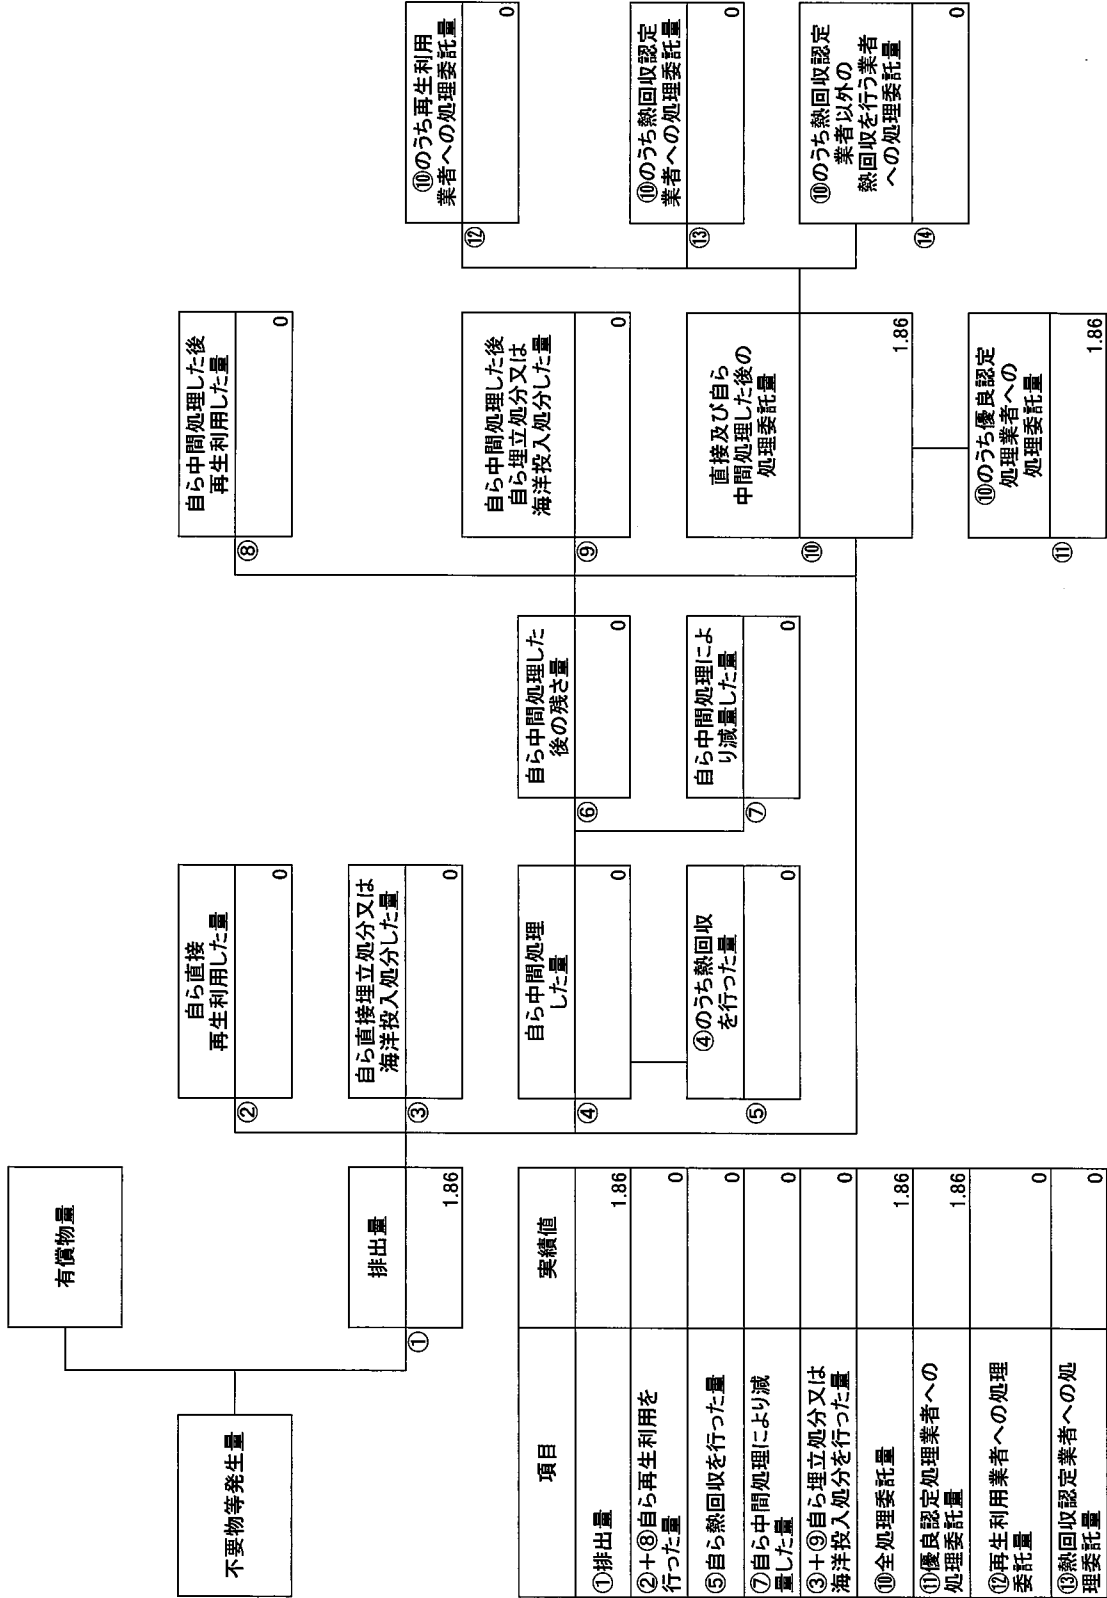 不要物等発生量
有償物量
排出量
①
1.86
自ら直接
再生利用した量
②
0
自ら直接埋立処分又は
海洋投入処分した量
③
0
自ら中間処理
した量
④
0
④のうち熱回収
を行った量
⑤
0
自ら中間処理した
後の残さ量
⑥
0
自ら中間処理によ
り減量した量
⑦
0
自ら中間処理した後
再生利用した量
⑧
0
自ら中間処理した後
自ら埋立処分又は
海洋投入処分した量
⑨
0
直接及び自ら
中間処理した後の
処理委託量
⑩
1.86
⑩のうち優良認定
処理業者への
処理委託量
⑪
1.86
⑩のうち再生利用
業者への処理委託量
⑫
0
⑩のうち熱回収認定
業者への処理委託量
⑬
0
⑩のうち熱回収認定
業者以外の
熱回収を行う業者
への処理委託量
⑭
0
項目
実績値
①排出量
1.86
②+⑧自ら再生利用を
行った量
0
⑤自ら熱回収を行った量
0
⑦自ら中間処理により減
量した量
0
③+⑨自ら埋立処分又は
海洋投入処分を行った量
0
⑩全処理委託量
1.86
⑪優良認定処理業者への
処理委託量
1.86
⑫再生利用業者への処理
委託量
0
⑬熱回収認定業者への処
理委託量
0